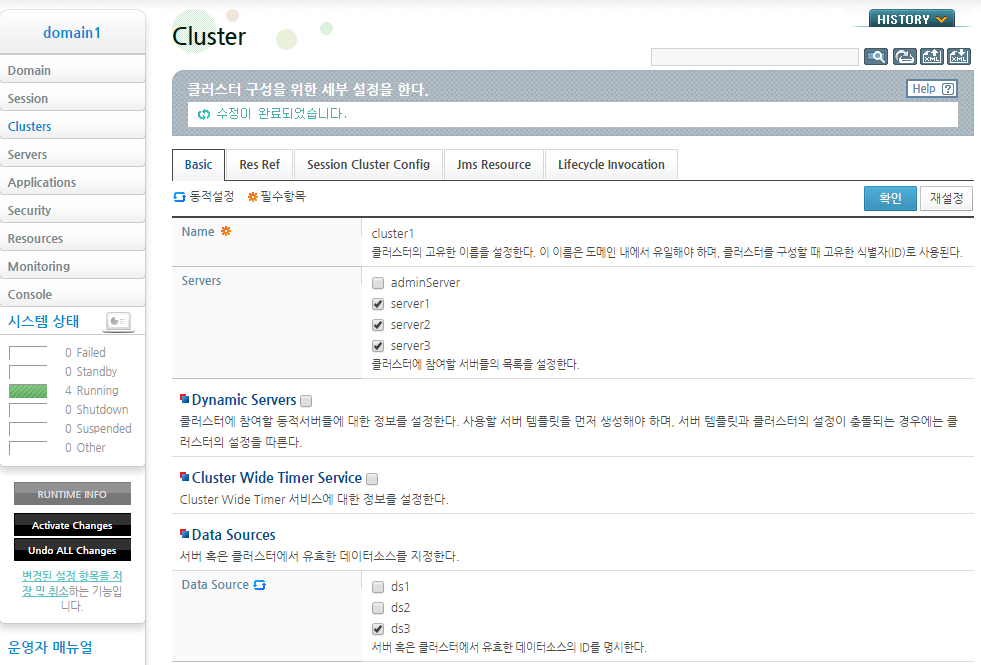 domain1
Domain
Session
Clusters
Servers
Applications
Security
Resources
Monitoring
Console
시스템 상태
0 Failed
0 Standby
4 Running
0 Shutdown
0 Suspended
0 Other
RUNTIME INFO
Activate Changes
Undo ALL Changes
변경된 설정 항목을 저
장 및 취소하는 기능입
니다.
운영자 매뉴얼
HISTORY
Cluster
XML XML
클러스터 구성을 위한 세부 설정을 한다.
Help ?
수정이 완료되었습니다.
Basic Res Ref Session Cluster Config Jms Resource Lifecycle Invocation
동적설정 필수항목
확인 재설정
Name
cluster1
클러스터의 고유한 이름을 설정한다. 이 이름은 도메인 내에서 유일해야 하며, 클러스터를 구성할 때 고유한 식별자(ID)로 사용된다.
Servers
adminServer
server1
server2
server3
클러스터에 참여할 서버들의 목록을 설정한다.
Dynamic Servers
클러스터에 참여할 동적서버들에 대한 정보를 설정한다. 사용할 서버 템플릿을 먼저 생성해야 하며, 서버 템플릿과 클러스터의 설정이 충돌되는 경우에는 클
러스터의 설정을 따른다.
Cluster Wide Timer Service
Cluster Wide Timer 서비스에 대한 정보를 설정한다.
Data Sources
서버 혹은 클러스터에서 유효한 데이터소스를 지정한다.
Data Source
ds1
ds2
ds3
서버 혹은 클러스터에서 유효한 데이터소스의 ID를 명시한다.